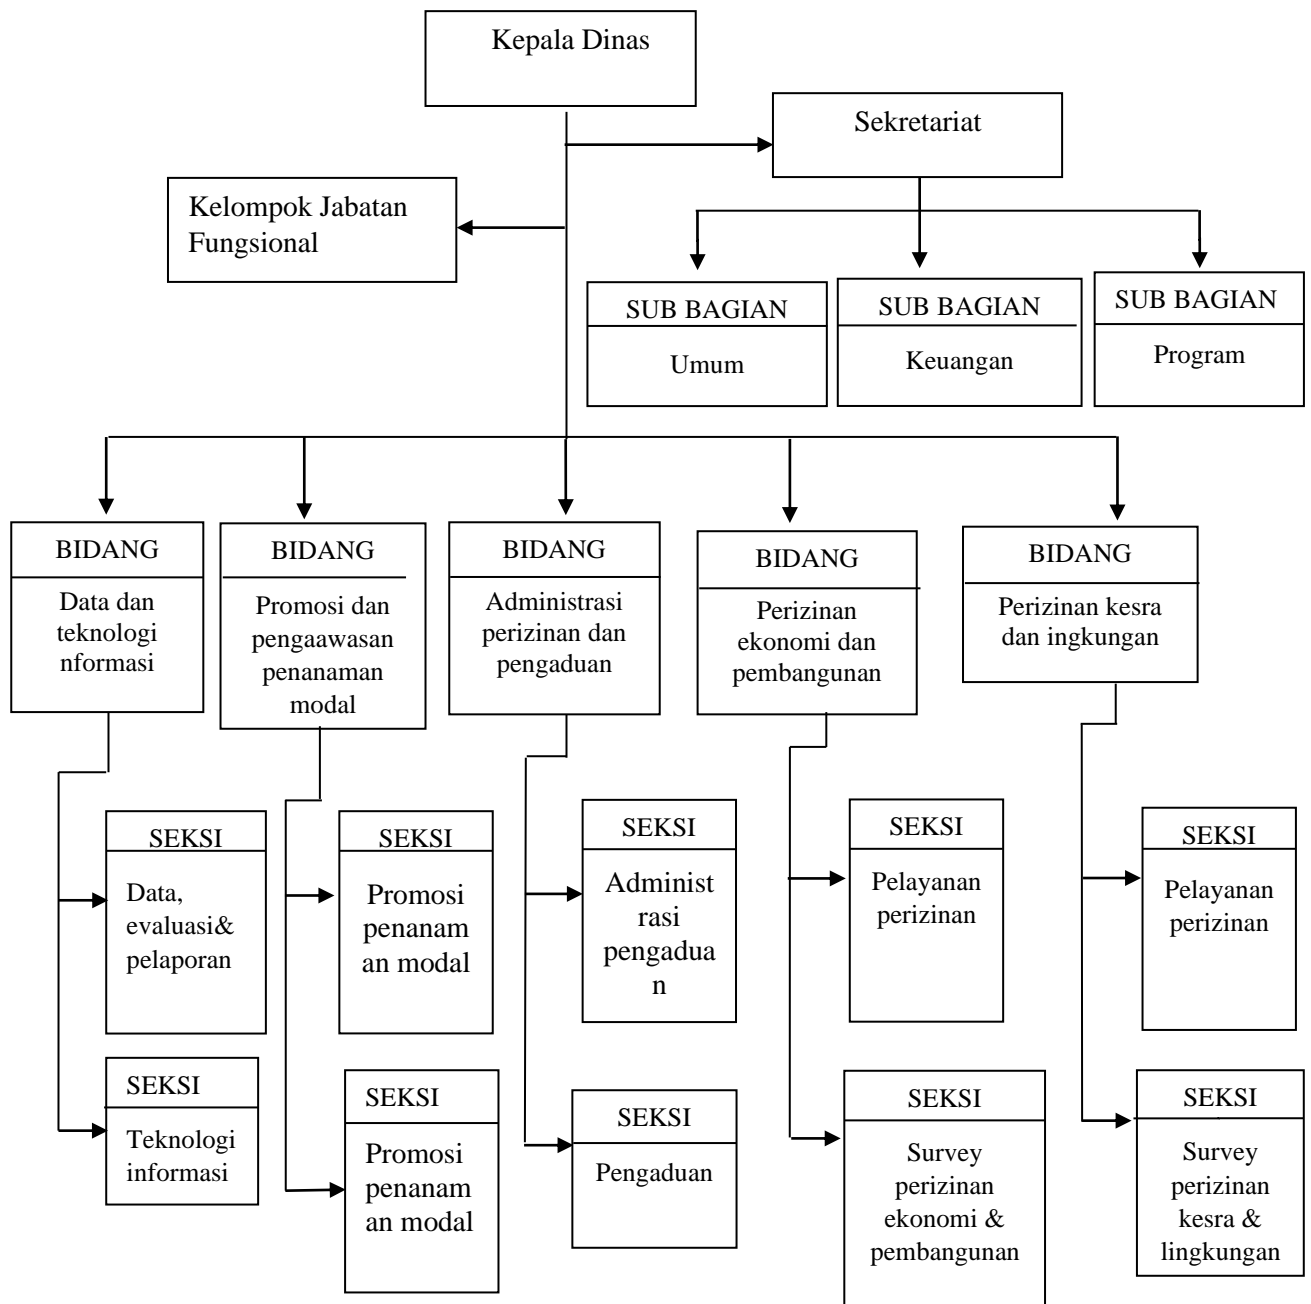 Kepala Dinas
Sekretariat
Kelompok Jabatan
Fungsional
SUB BAGIAN
Umum
SUB BAGIAN
Keuangan
SUB BAGIAN
Program
BIDANG
Data dan
teknologi
nformasi
BIDANG
Promosi dan
pengaawasan
penanaman
modal
BIDANG
Administrasi
perizinan dan
pengaduan
BIDANG
Perizinan
ekonomi dan
pembangunan
BIDANG
Perizinan kesra
dan ingkungan
SEKSI
Data,
evaluasi&
pelaporan
SEKSI
Promosi
penanam
an modal
SEKSI
Administ
rasi
pengadua
n
SEKSI
Pelayanan
perizinan
SEKSI
Pelayanan
perizinan
SEKSI
Teknologi
informasi
SEKSI
Promosi
penanam
an modal
SEKSI
Pengaduan
SEKSI
Survey
perizinan
ekonomi &
pembangunan
SEKSI
Survey
perizinan
kesra &
lingkungan